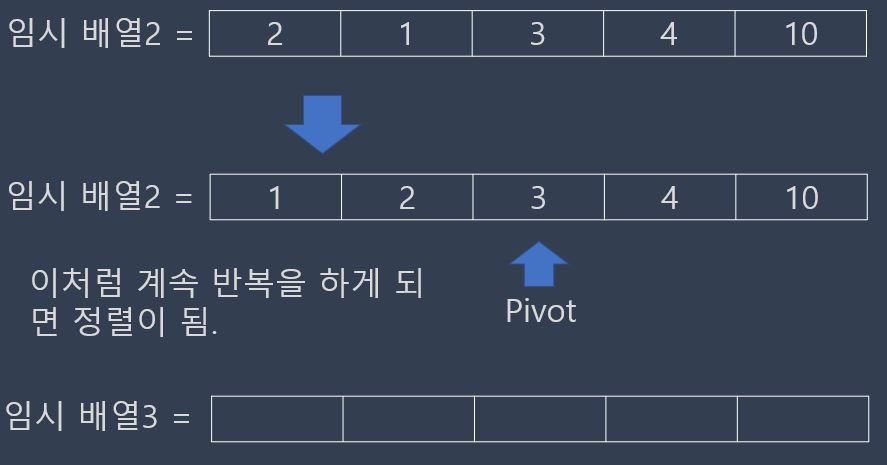 임시 배열2 = 2 1 3 4 10
임시 배열2 = 1 2 3 4 10
이처럼 계속 반복을 하게 되
면 정렬이 됨.
Pivot
임시 배열3 =